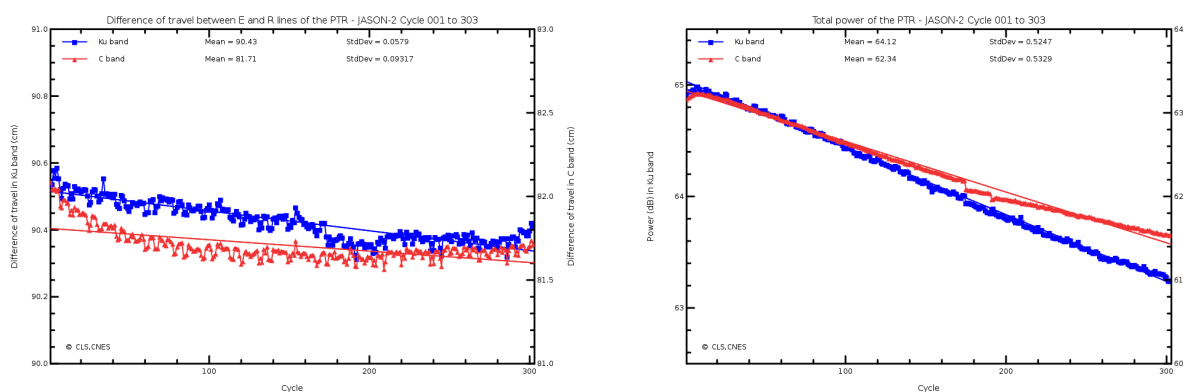 Difference of travel between E and R lines of the PTR - JASON-2 Cycle 001 to 303
91.0
90.8
90.6
90.4
90.2
90.0
Difference of travel in Ku band (cm)
Ku band Mean = 90.43 StdDev = 0.0579
C band Mean = 81.71 StdDev = 0.09317
© CLS,CNES
100
200
300
Cycle
83.0
82.5
82.0
81.5
81.0
Difference of travel in C band (cm)
Total power of the PTR - JASON-2 Cycle 001 to 303
65
64
63
Power (dB) in Ku band
Ku band Mean = 64.12 StdDev = 0.5247
C band Mean = 62.34 StdDev = 0.5329
© CLS,CNES
100
200
300
Cycle
64
63
62
61
60